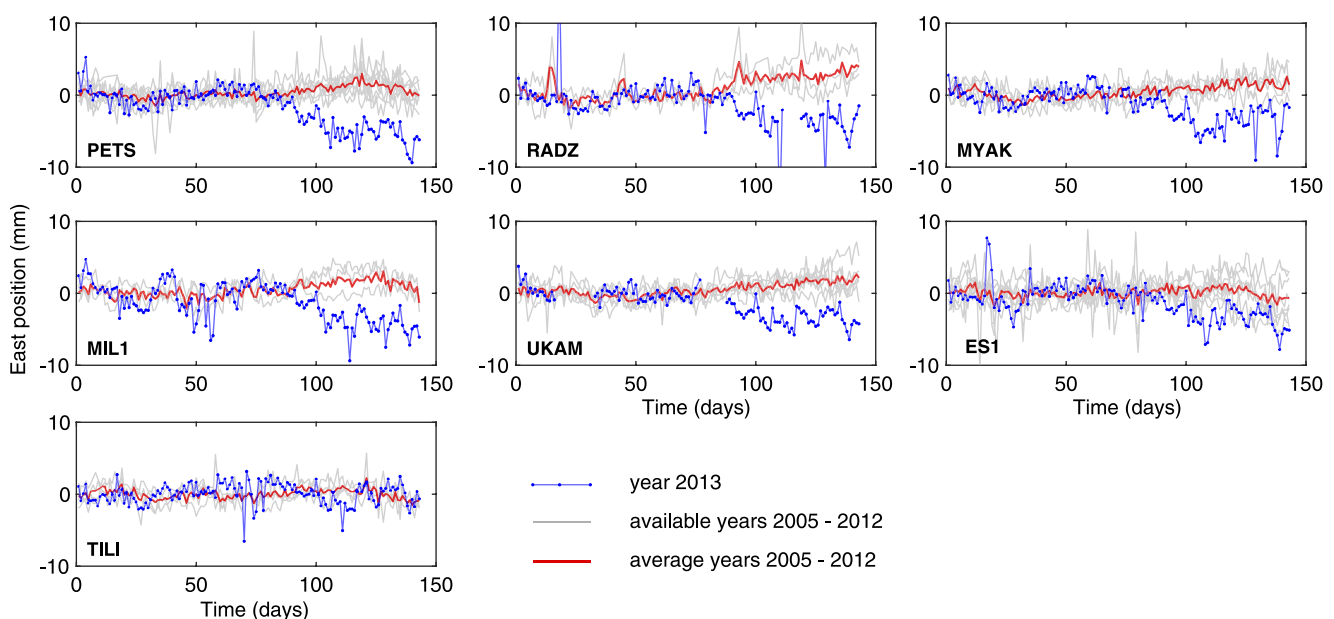 10
0
-10
PETS
0 50 100 150
10
0
-10
RADZ
0 50 100 150
10
0
-10
MYAK
0 50 100 150
East position (mm)
10
0
-10
MIL1
0 50 100 150
10
0
-10
UKAM
0 50 100 150
Time (days)
10
0
-10
ES1
0 50 100 150
Time (days)
10
0
-10
TILI
0 50 100 150
Time (days)
year 2013
available years 2005 - 2012
average years 2005 - 2012